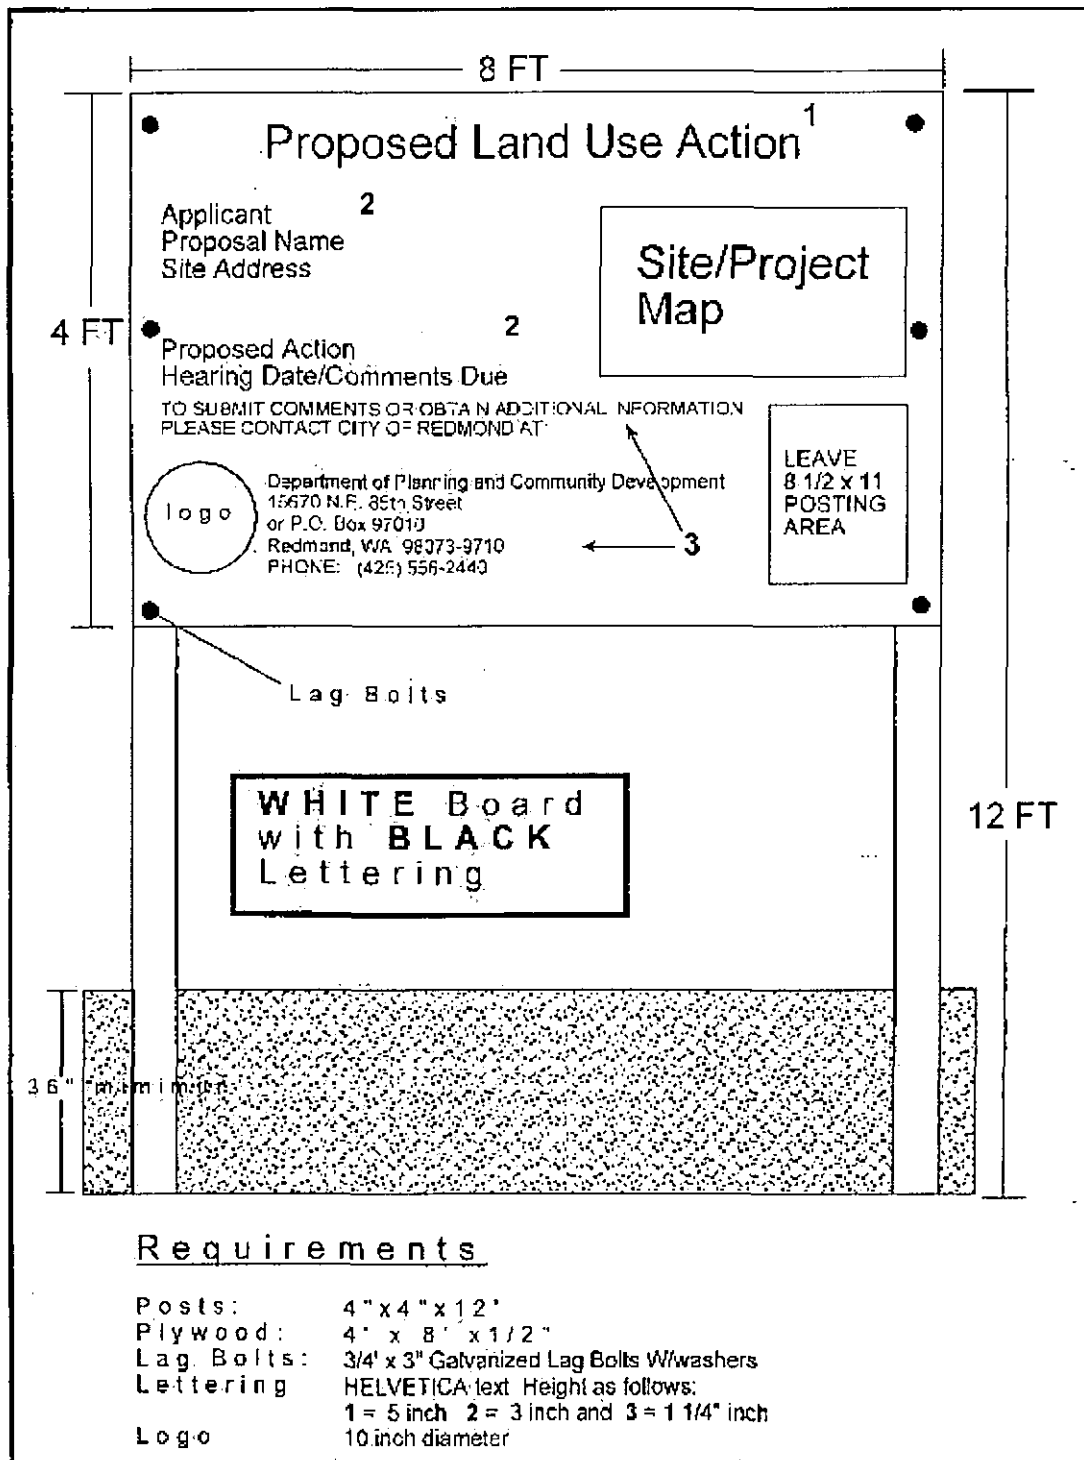 8 FT
Proposed Land Use Action 1
Applicant 2
Proposal Name
Site Address
Site/Project
Map
4 FT
2
Proposed Action
Hearing Date/Comments Due
TO SUBMIT COMMENTS OR OBTAIN ADDITIONAL INFORMATION
PLEASE CONTACT CITY OF REDMOND AT:
LEAVE
8 1/2 x 11
POSTING
AREA
logo
Department of Planning and Community Development
15670 N.E. 85th Street
or P.O. Box 97010
Redmond, WA 98073-9710
PHONE: (425) 556-2440
3
Lag Bolts
WHITE Board
with BLACK
Lettering
12 FT
36"
Requirements
Posts: 4" x 4" x 12'
Plywood: 4' x 8' x 1/2"
Lag Bolts: 3/4' x 3" Galvanized Lag Bolts W/washers
Lettering HELVETICA text Height as follows:
1 = 5 inch 2 = 3 inch and 3 = 1 1/4" inch
Logo 10 inch diameter